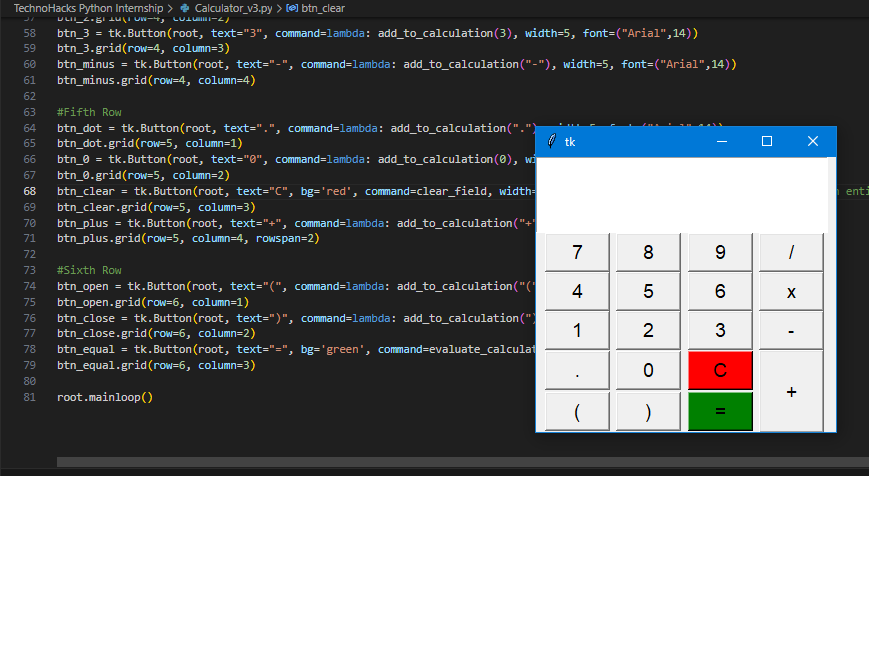 TechnoHacks Python Internship > Calculator_v3.py > btn_clear
57 btn_2.grid(row=4, column=2)
58 btn_3 = tk.Button(root, text="3", command=lambda: add_to_calculation(3), width=5, font=("Arial",14))
59 btn_3.grid(row=4, column=3)
60 btn_minus = tk.Button(root, text="-", command=lambda: add_to_calculation("-"), width=5, font=("Arial",14))
61 btn_minus.grid(row=4, column=4)
62
63 #Fifth Row
64 btn_dot = tk.Button(root, text=".", command=lambda: add_to_calculation(".")
65 btn_dot.grid(row=5, column=1)
66 btn_0 = tk.Button(root, text="0", command=lambda: add_to_calculation(0), wi
67 btn_0.grid(row=5, column=2)
68 btn_clear = tk.Button(root, text="C", bg='red', command=clear_field, width=
69 btn_clear.grid(row=5, column=3)
70 btn_plus = tk.Button(root, text="+", command=lambda: add_to_calculation("+"
71 btn_plus.grid(row=5, column=4, rowspan=2)
72
73 #Sixth Row
74 btn_open = tk.Button(root, text="(", command=lambda: add_to_calculation("("
75 btn_open.grid(row=6, column=1)
76 btn_close = tk.Button(root, text=")", command=lambda: add_to_calculation(")
77 btn_close.grid(row=6, column=2)
78 btn_equal = tk.Button(root, text="=", bg='green', command=evaluate_calculat
79 btn_equal.grid(row=6, column=3)
80
81 root.mainloop()
tk
7 8 9 /
4 5 6 x
1 2 3 -
. 0 C +
( ) =